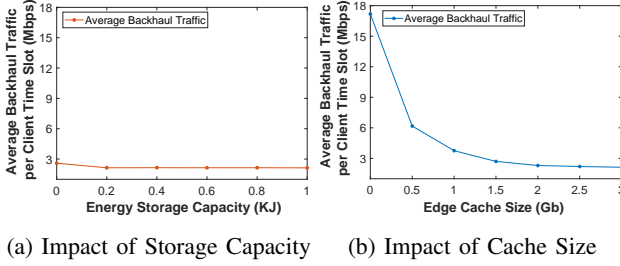 Average Backhaul Traffic
per Client Time Slot (Mbps)
18
15
12
9
6
3
Average Backhaul Traffic
0
0.2
0.4
0.6
0.8
1
Energy Storage Capacity (KJ)
(a) Impact of Storage Capacity
Average Backhaul Traffic
per Client Time Slot (Mbps)
18
15
12
9
6
3
Average Backhaul Traffic
0
0.5
1
1.5
2
2.5
3
Edge Cache Size (Gb)
(b) Impact of Cache Size